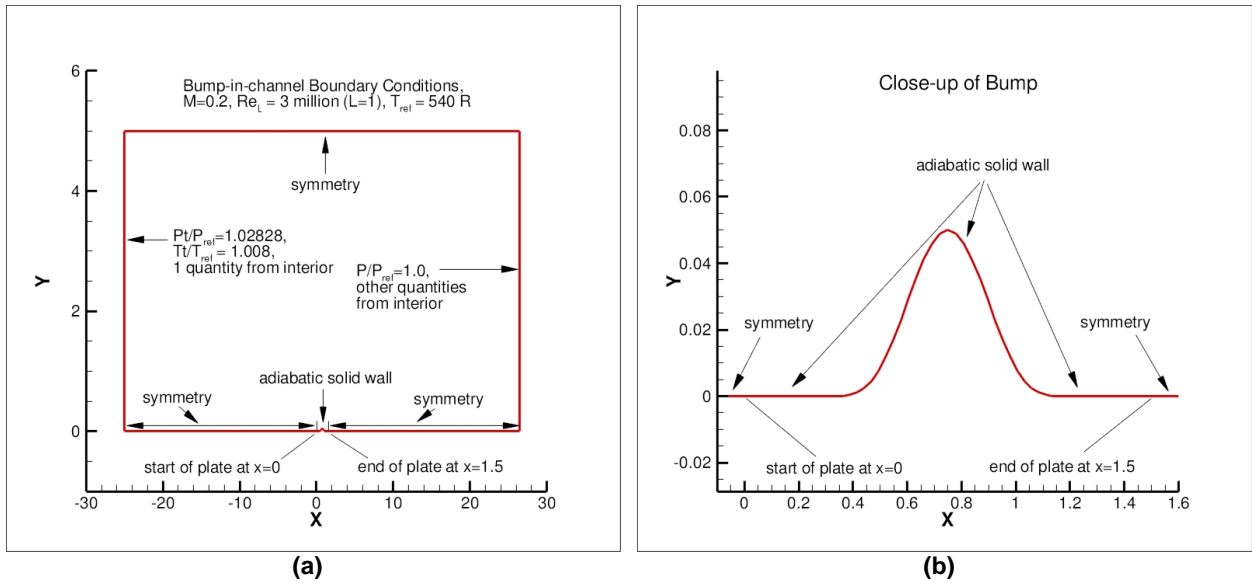 Bump-in-channel Boundary Conditions,
M=0.2, Re_L = 3 million (L=1), T_ref = 540 R
symmetry
Pt/P_ref=1.02828,
Tt/T_ref = 1.008,
1 quantity from interior
P/P_ref=1.0,
other quantities
from interior
adiabatic solid wall
symmetry
symmetry
start of plate at x=0
end of plate at x=1.5
6
4
2
0
Y
-30
-20
-10
0
10
20
30
X
(a)
Close-up of Bump
adiabatic solid wall
symmetry
symmetry
start of plate at x=0
end of plate at x=1.5
0.08
0.06
0.04
0.02
0
-0.02
Y
0
0.2
0.4
0.6
0.8
1
1.2
1.4
1.6
X
(b)